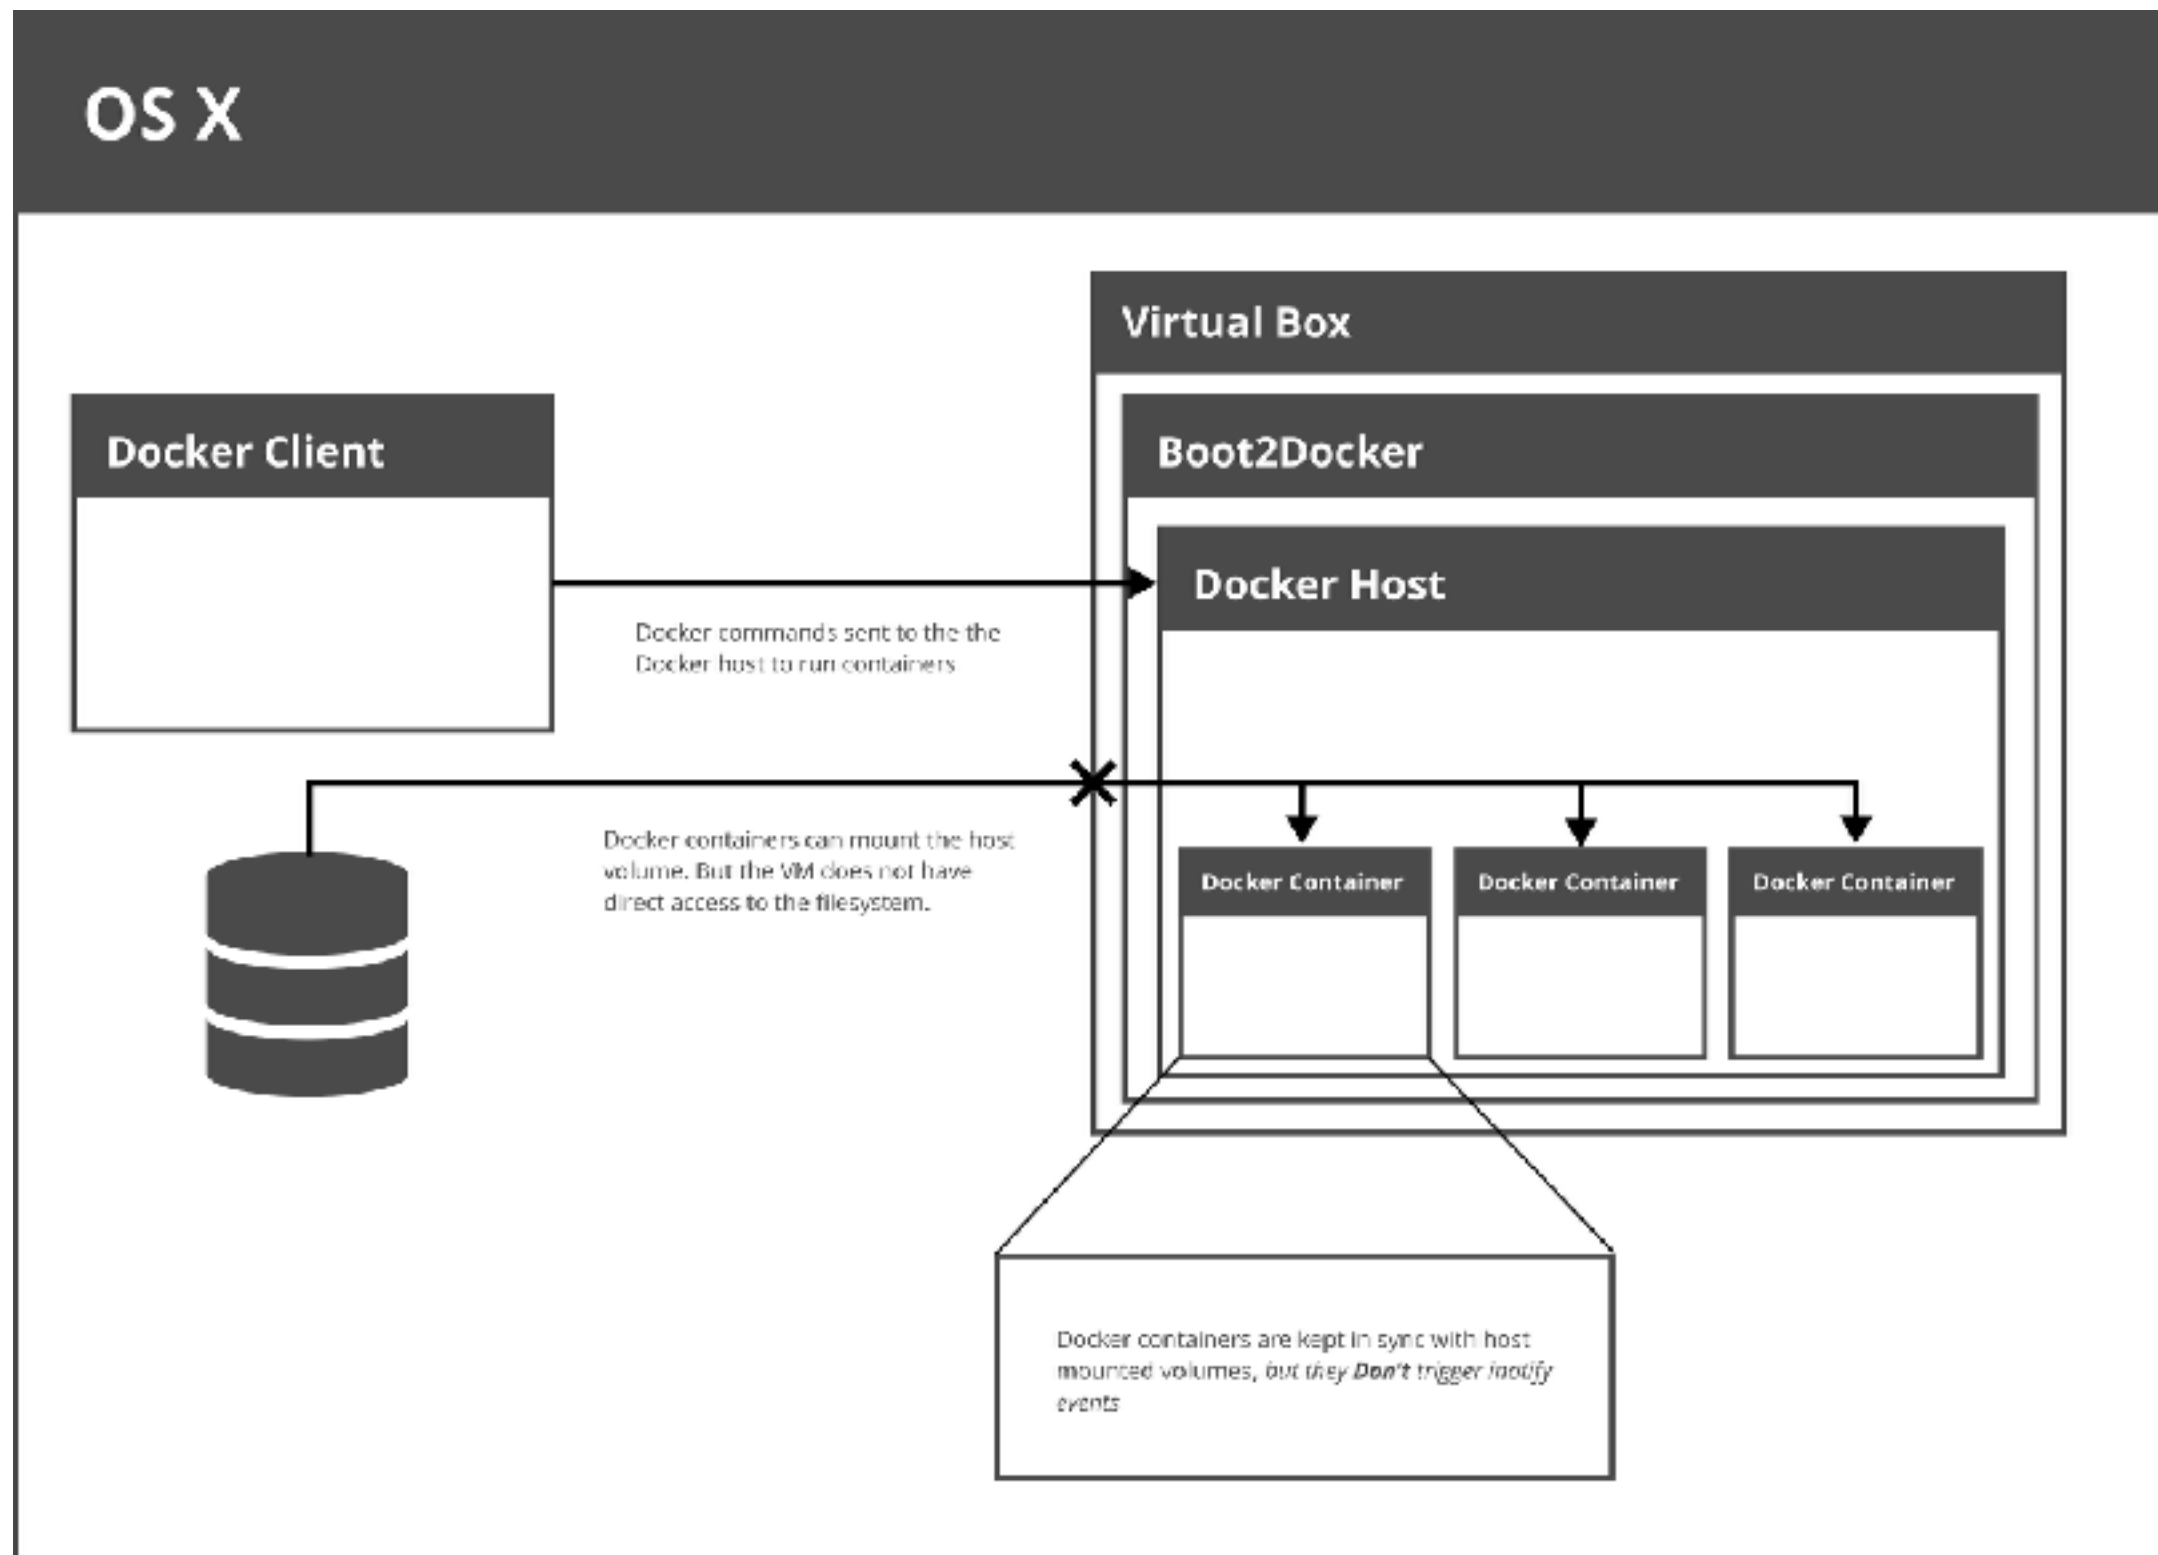 OS X
Virtual Box
Docker Client
Boot2Docker
Docker Host
Docker commands sent to the the
Docker host to run containers
Docker containers can mount the host
volume. But the VM does not have
direct access to the filesystem.
Docker Container
Docker Container
Docker Container
Docker containers are kept in sync with host
mounted volumes, but they Don't trigger inotify
events